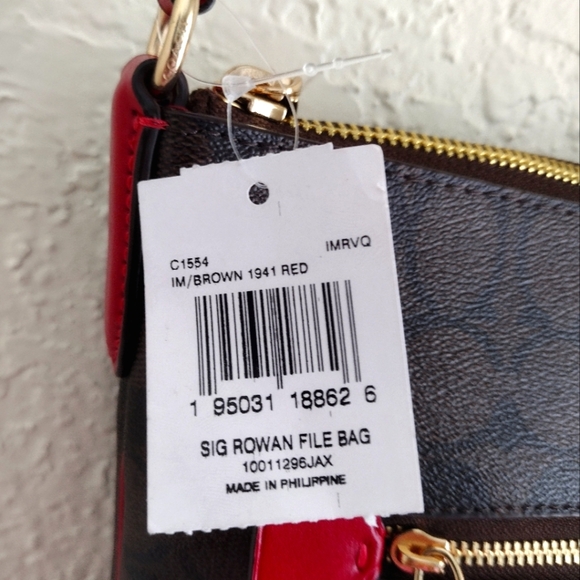 C1554 IMRVQ
IM/BROWN 1941 RED
1 95031 18862 6
SIG ROWAN FILE BAG
10011296JAX
MADE IN PHILIPPINE